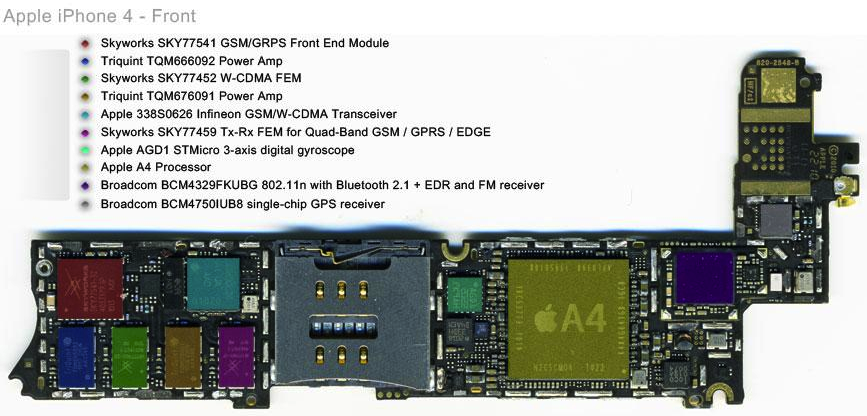 Apple iPhone 4 - Front
Skyworks SKY77541 GSM/GRPS Front End Module
Triquint TQM666092 Power Amp
Skyworks SKY77452 W-CDMA FEM
Triquint TQM676091 Power Amp
Apple 338S0626 Infineon GSM/W-CDMA Transceiver
Skyworks SKY77459 Tx-Rx FEM for Quad-Band GSM / GPRS / EDGE
Apple AGD1 STMicro 3-axis digital gyroscope
Apple A4 Processor
Broadcom BCM4329FKUBG 802.11n with Bluetooth 2.1 + EDR and FM receiver
Broadcom BCM4750IUB8 single-chip GPS receiver
A4